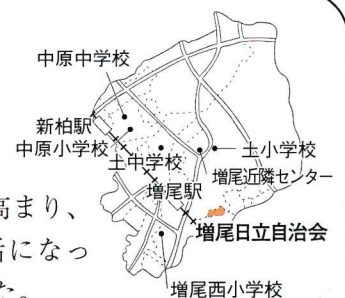 中原中学校
新柏駅
中原小学校
土中学校
土小学校
増尾近隣センター
増尾駅
増尾日立自治会
増尾西小学校
高まり、
活になっ
た。